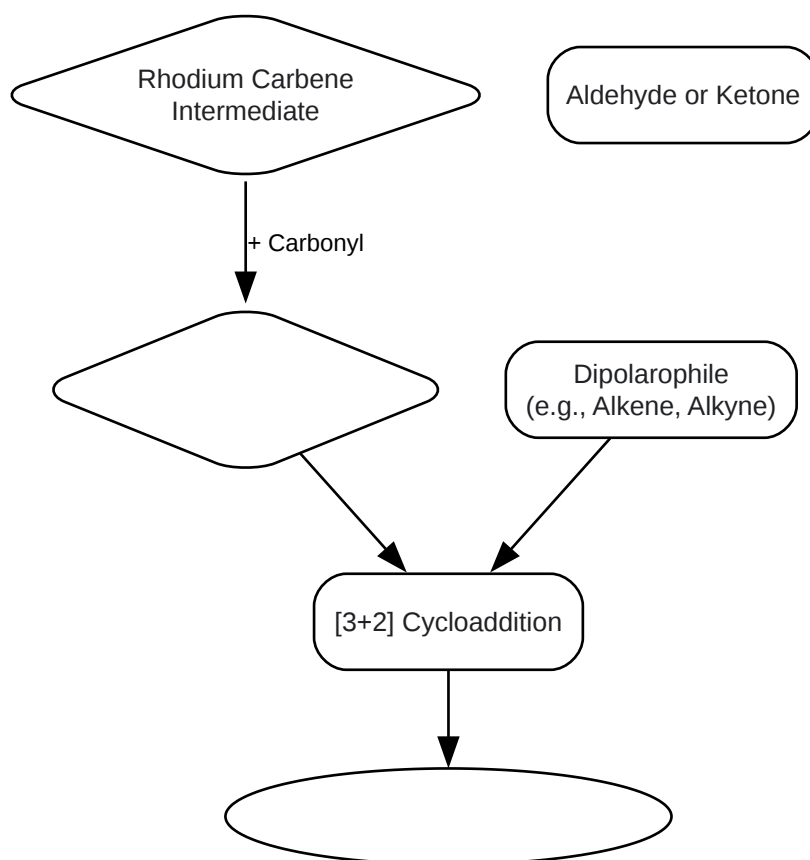 Rhodium Carbene
Intermediate
Aldehyde or Ketone
+ Carbonyl
Dipolarophile
(e.g., Alkene, Alkyne)
[3+2] Cycloaddition